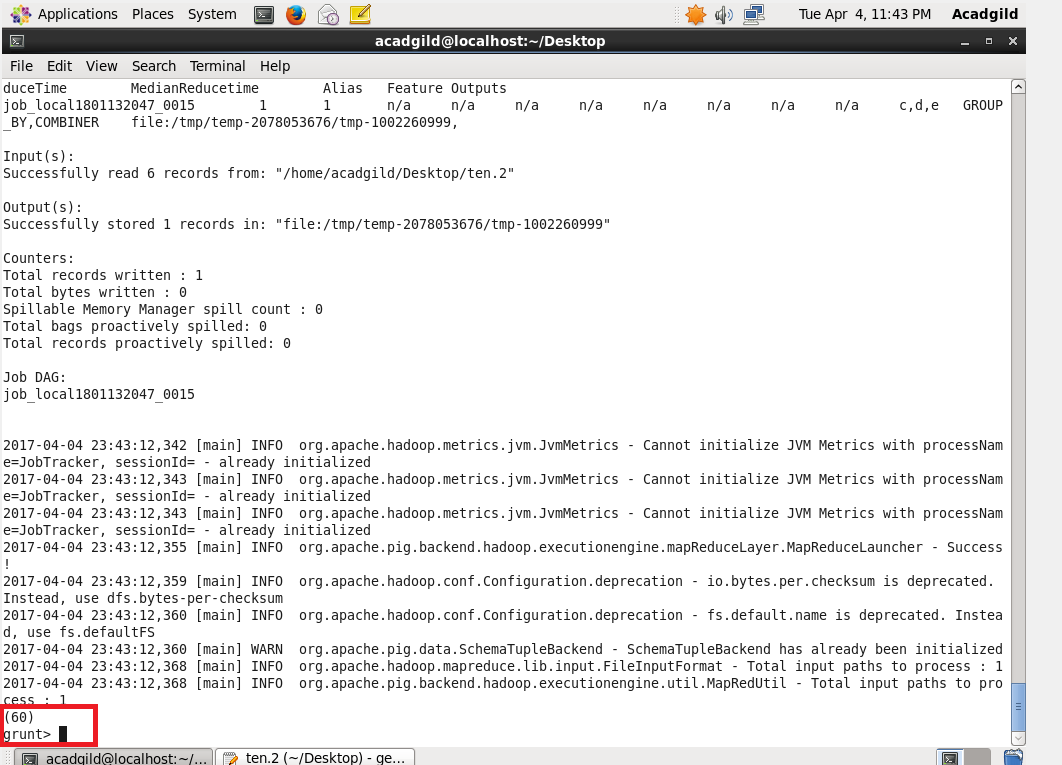 Applications Places System Tue Apr 4, 11:43 PM Acadgild
acadgild@localhost:~/Desktop
File Edit View Search Terminal Help
duceTime MedianReducetime Alias Feature Outputs
job_local1801132047_0015 1 1 n/a n/a n/a n/a n/a n/a n/a n/a c,d,e GROUP
_BY,COMBINER file:/tmp/temp-2078053676/tmp-1002260999,
Input(s):
Successfully read 6 records from: "/home/acadgild/Desktop/ten.2"
Output(s):
Successfully stored 1 records in: "file:/tmp/temp-2078053676/tmp-1002260999"
Counters:
Total records written : 1
Total bytes written : 0
Spillable Memory Manager spill count : 0
Total bags proactively spilled: 0
Total records proactively spilled: 0
Job DAG:
job_local1801132047_0015
2017-04-04 23:43:12,342 [main] INFO org.apache.hadoop.metrics.jvm.JvmMetrics - Cannot initialize JVM Metrics with processNam
e=JobTracker, sessionId= - already initialized
2017-04-04 23:43:12,343 [main] INFO org.apache.hadoop.metrics.jvm.JvmMetrics - Cannot initialize JVM Metrics with processNam
e=JobTracker, sessionId= - already initialized
2017-04-04 23:43:12,343 [main] INFO org.apache.hadoop.metrics.jvm.JvmMetrics - Cannot initialize JVM Metrics with processNam
e=JobTracker, sessionId= - already initialized
2017-04-04 23:43:12,355 [main] INFO org.apache.pig.backend.hadoop.executionengine.mapReduceLayer.MapReduceLauncher - Success
!
2017-04-04 23:43:12,359 [main] INFO org.apache.hadoop.conf.Configuration.deprecation - io.bytes.per.checksum is deprecated.
Instead, use dfs.bytes-per-checksum
2017-04-04 23:43:12,360 [main] INFO org.apache.hadoop.conf.Configuration.deprecation - fs.default.name is deprecated. Instea
d, use fs.defaultFS
2017-04-04 23:43:12,360 [main] WARN org.apache.pig.data.SchemaTupleBackend - SchemaTupleBackend has already been initialized
2017-04-04 23:43:12,368 [main] INFO org.apache.hadoop.mapreduce.lib.input.FileInputFormat - Total input paths to process : 1
2017-04-04 23:43:12,368 [main] INFO org.apache.pig.backend.hadoop.executionengine.util.MapRedUtil - Total input paths to pro
cess : 1
(60)
grunt>
acadgild@localhost:~/... ten.2 (~/Desktop) - ge...